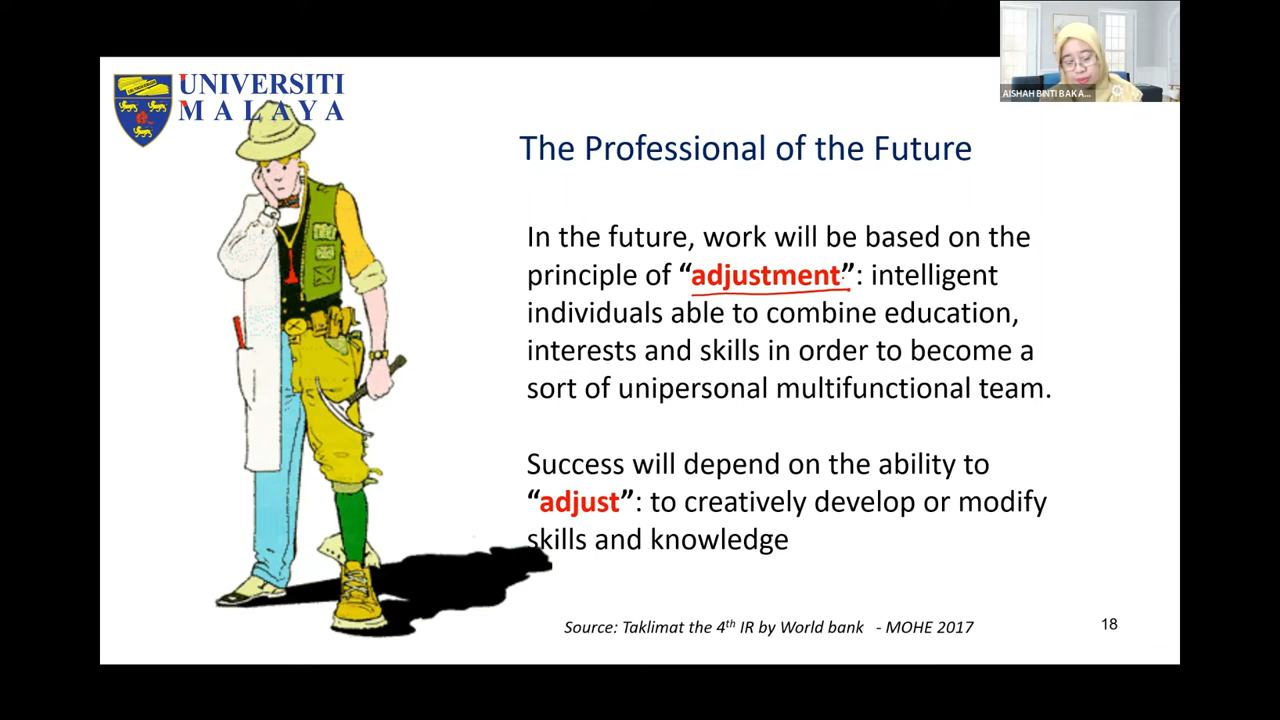 UNIVERSITI
MALAYA
AISHAH BINTI BAKA...
The Professional of the Future
In the future, work will be based on the
principle of “adjustment”: intelligent
individuals able to combine education,
interests and skills in order to become a
sort of unipersonal multifunctional team.
Success will depend on the ability to
“adjust”: to creatively develop or modify
skills and knowledge
Source: Taklimat the 4th IR by World bank - MOHE 2017
18